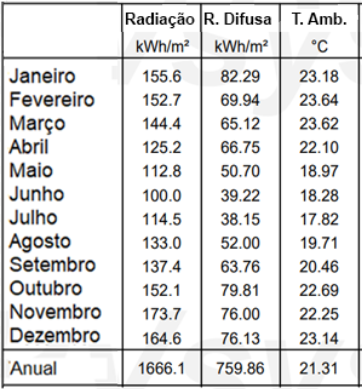 Radiação R. Difusa T. Amb.
kWh/m² kWh/m² °C
Janeiro 155.6 82.29 23.18
Fevereiro 152.7 69.94 23.64
Março 144.4 65.12 23.62
Abril 125.2 66.75 22.10
Maio 112.8 50.70 18.97
Junho 100.0 39.22 18.28
Julho 114.5 38.15 17.82
Agosto 133.0 52.00 19.71
Setembro 137.4 63.76 20.46
Outubro 152.1 79.81 22.69
Novembro 173.7 76.00 22.25
Dezembro 164.6 76.13 23.14
Anual 1666.1 759.86 21.31